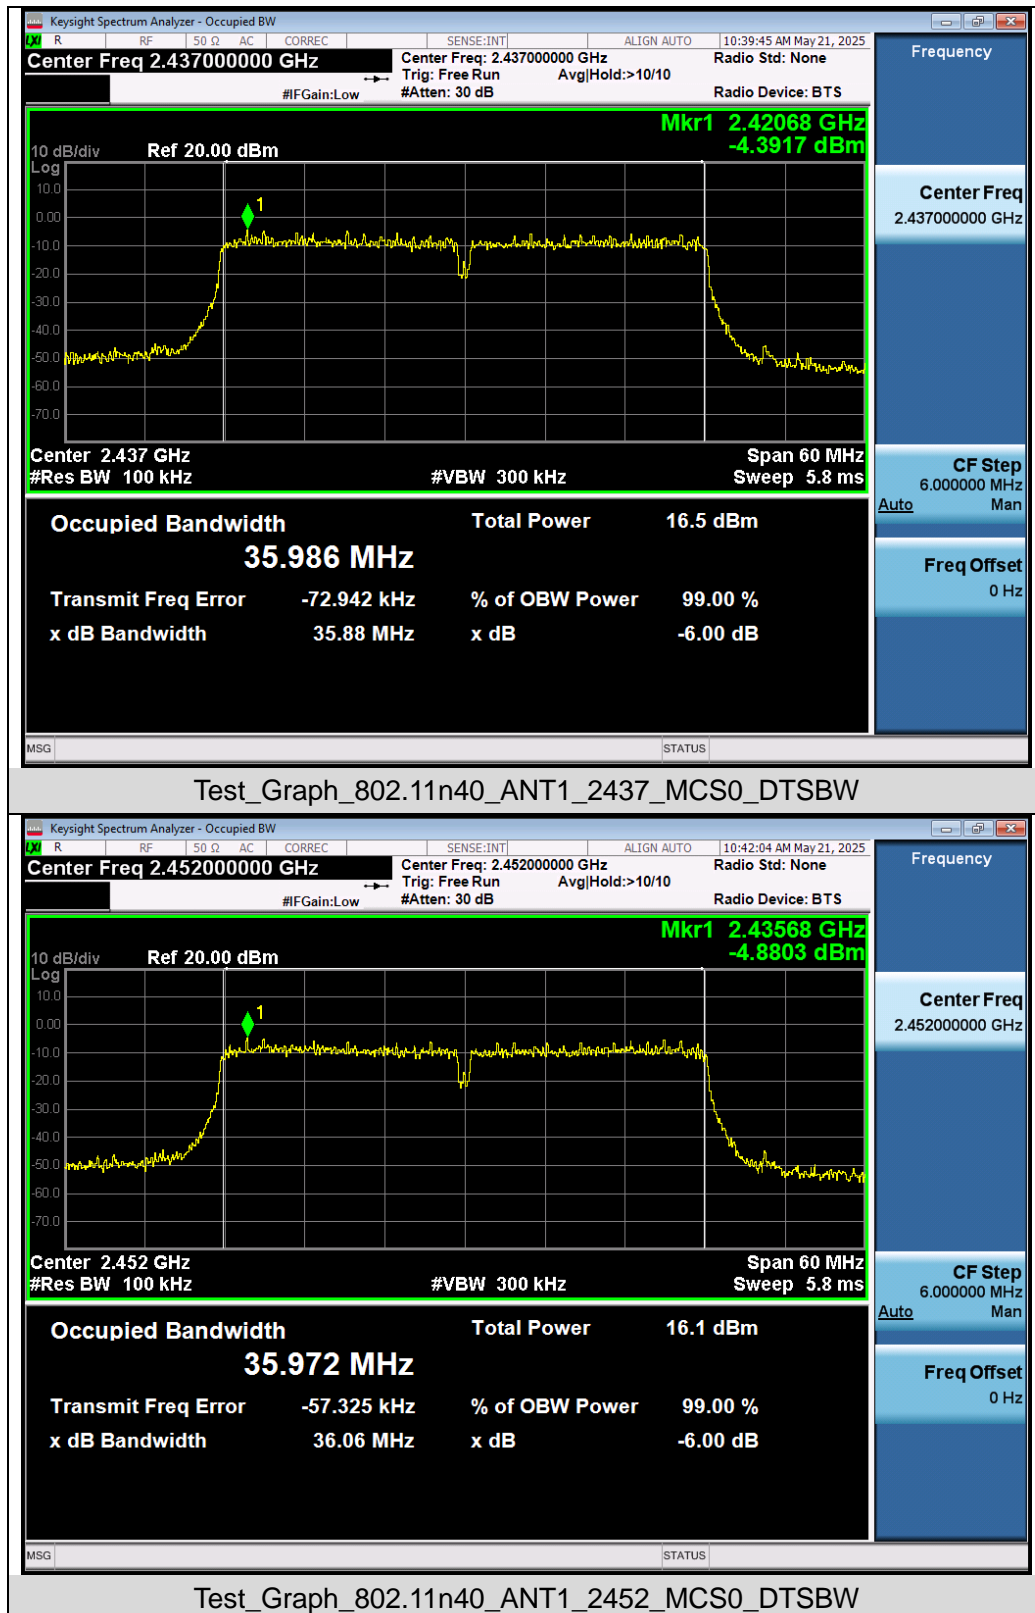 Keysight Spectrum Analyzer - Occupied BW
LXI R RF 50 Ω AC CORREC SENSE:INT ALIGN AUTO 10:39:45 AM May 21, 2025
Center Freq 2.437000000 GHz
Center Freq: 2.437000000 GHz
Radio Std: None
Trig: Free Run Avg|Hold:>10/10
#IFGain:Low
#Atten: 30 dB
Radio Device: BTS
Frequency
Mkr1 2.42068 GHz
-4.3917 dBm
10 dB/div Ref 20.00 dBm
Log
10.0
0.00
-10.0
-20.0
-30.0
-40.0
-50.0
-60.0
-70.0
1
Center 2.437 GHz
Span 60 MHz
#Res BW 100 kHz
#VBW 300 kHz
Sweep 5.8 ms
Center Freq
2.437000000 GHz
CF Step
6.000000 MHz
Auto Man
Freq Offset
0 Hz
Occupied Bandwidth
35.986 MHz
Total Power 16.5 dBm
Transmit Freq Error -72.942 kHz
% of OBW Power 99.00 %
x dB Bandwidth 35.88 MHz
x dB -6.00 dB
MSG STATUS
Test_Graph_802.11n40_ANT1_2437_MCS0_DTSBW
Keysight Spectrum Analyzer - Occupied BW
LXI R RF 50 Ω AC CORREC SENSE:INT ALIGN AUTO 10:42:04 AM May 21, 2025
Center Freq 2.452000000 GHz
Center Freq: 2.452000000 GHz
Radio Std: None
Trig: Free Run Avg|Hold:>10/10
#IFGain:Low
#Atten: 30 dB
Radio Device: BTS
Frequency
Mkr1 2.43568 GHz
-4.8803 dBm
10 dB/div Ref 20.00 dBm
Log
10.0
0.00
-10.0
-20.0
-30.0
-40.0
-50.0
-60.0
-70.0
1
Center 2.452 GHz
Span 60 MHz
#Res BW 100 kHz
#VBW 300 kHz
Sweep 5.8 ms
Center Freq
2.452000000 GHz
CF Step
6.000000 MHz
Auto Man
Freq Offset
0 Hz
Occupied Bandwidth
35.972 MHz
Total Power 16.1 dBm
Transmit Freq Error -57.325 kHz
% of OBW Power 99.00 %
x dB Bandwidth 36.06 MHz
x dB -6.00 dB
MSG STATUS
Test_Graph_802.11n40_ANT1_2452_MCS0_DTSBW